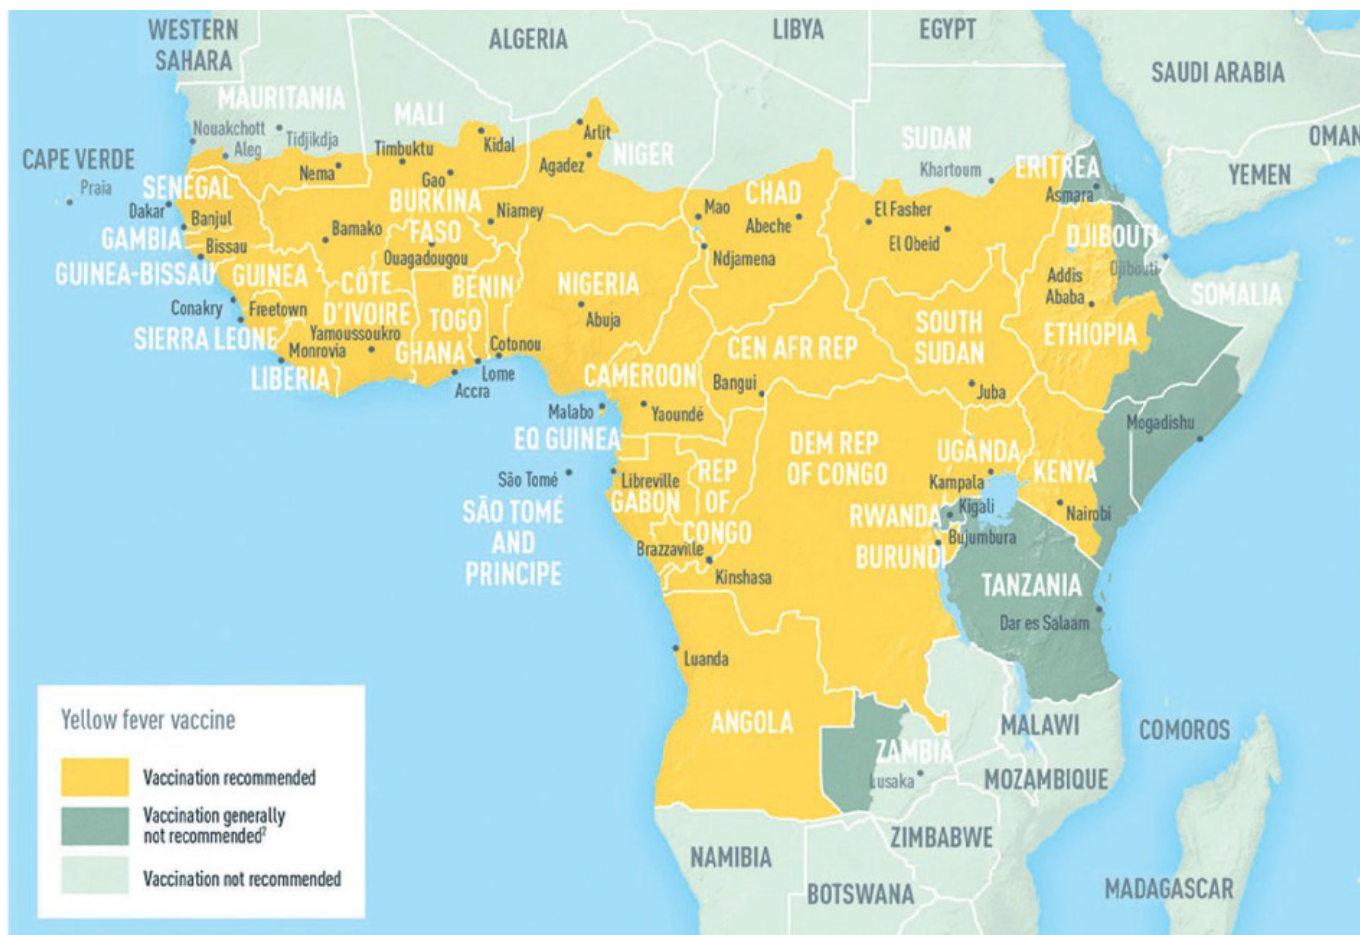 WESTERN
SAHARA
ALGERIA
LIBYA
EGYPT
SAUDI ARABIA
OMAN
YEMEN
MAURITANIA
Nouakchott
Tidjikdja
Aleg
Nema
MALI
Timbuktu
Kidal
Gao
Bamako
Arlit
Agadez
NIGER
Niamey
SUDAN
Khartoum
El Fasher
El Obeid
ERITREA
Asmara
CAPE VERDE
Praia
SENEGAL
Dakar
Banjul
GAMBIA
Bissau
GUINEA-BISSAU
BURKINA
FASO
Ouagadougou
CHAD
Mao
Abeche
Ndjamena
DJIBOUTI
Djibouti
SOMALIA
Mogadishu
Addis
Ababa
ETHIOPIA
GUINEA
Conakry
Freetown
SIERRA LEONE
Monrovia
LIBERIA
CÔTE
D'IVOIRE
Yamoussoukro
GHANA
Accra
TOGO
Lome
BENIN
Cotonou
NIGERIA
Abuja
CAMEROON
Yaoundé
CEN AFR REP
Bangui
SOUTH
SUDAN
Juba
Malabo
EQ GUINEA
São Tomé
SÃO TOMÉ
AND
PRINCIPE
Libreville
GABON
REP
OF
CONGO
Brazzaville
Kinshasa
DEM REP
OF CONGO
UGANDA
Kampala
KENYA
Nairobi
RWANDA
Kigali
BURUNDI
Bujumbura
TANZANIA
Dar es Salaam
Luanda
ANGOLA
ZAMBIA
Lusaka
MALAWI
MOZAMBIQUE
COMOROS
ZIMBABWE
NAMIBIA
BOTSWANA
MADAGASCAR
Yellow fever vaccine
Vaccination recommended
Vaccination generally
not recommended²
Vaccination not recommended